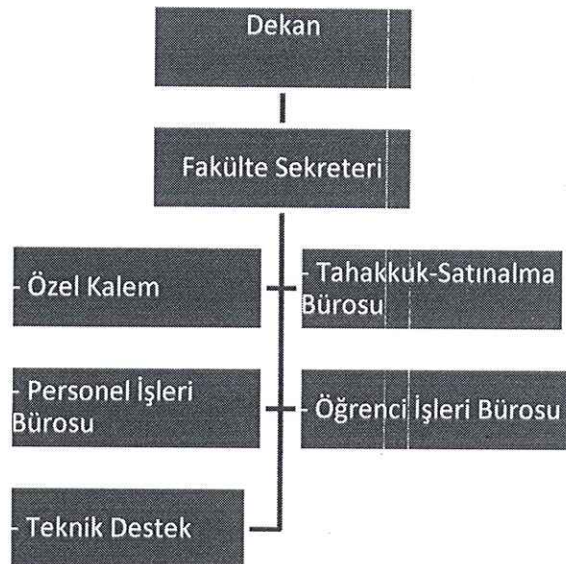 Dekan
Fakülte Sekreteri
- Özel Kalem
- Tahakkuk-Satınalma
Bürosu
- Personel İşleri
Bürosu
- Öğrenci İşleri Bürosu
- Teknik Destek